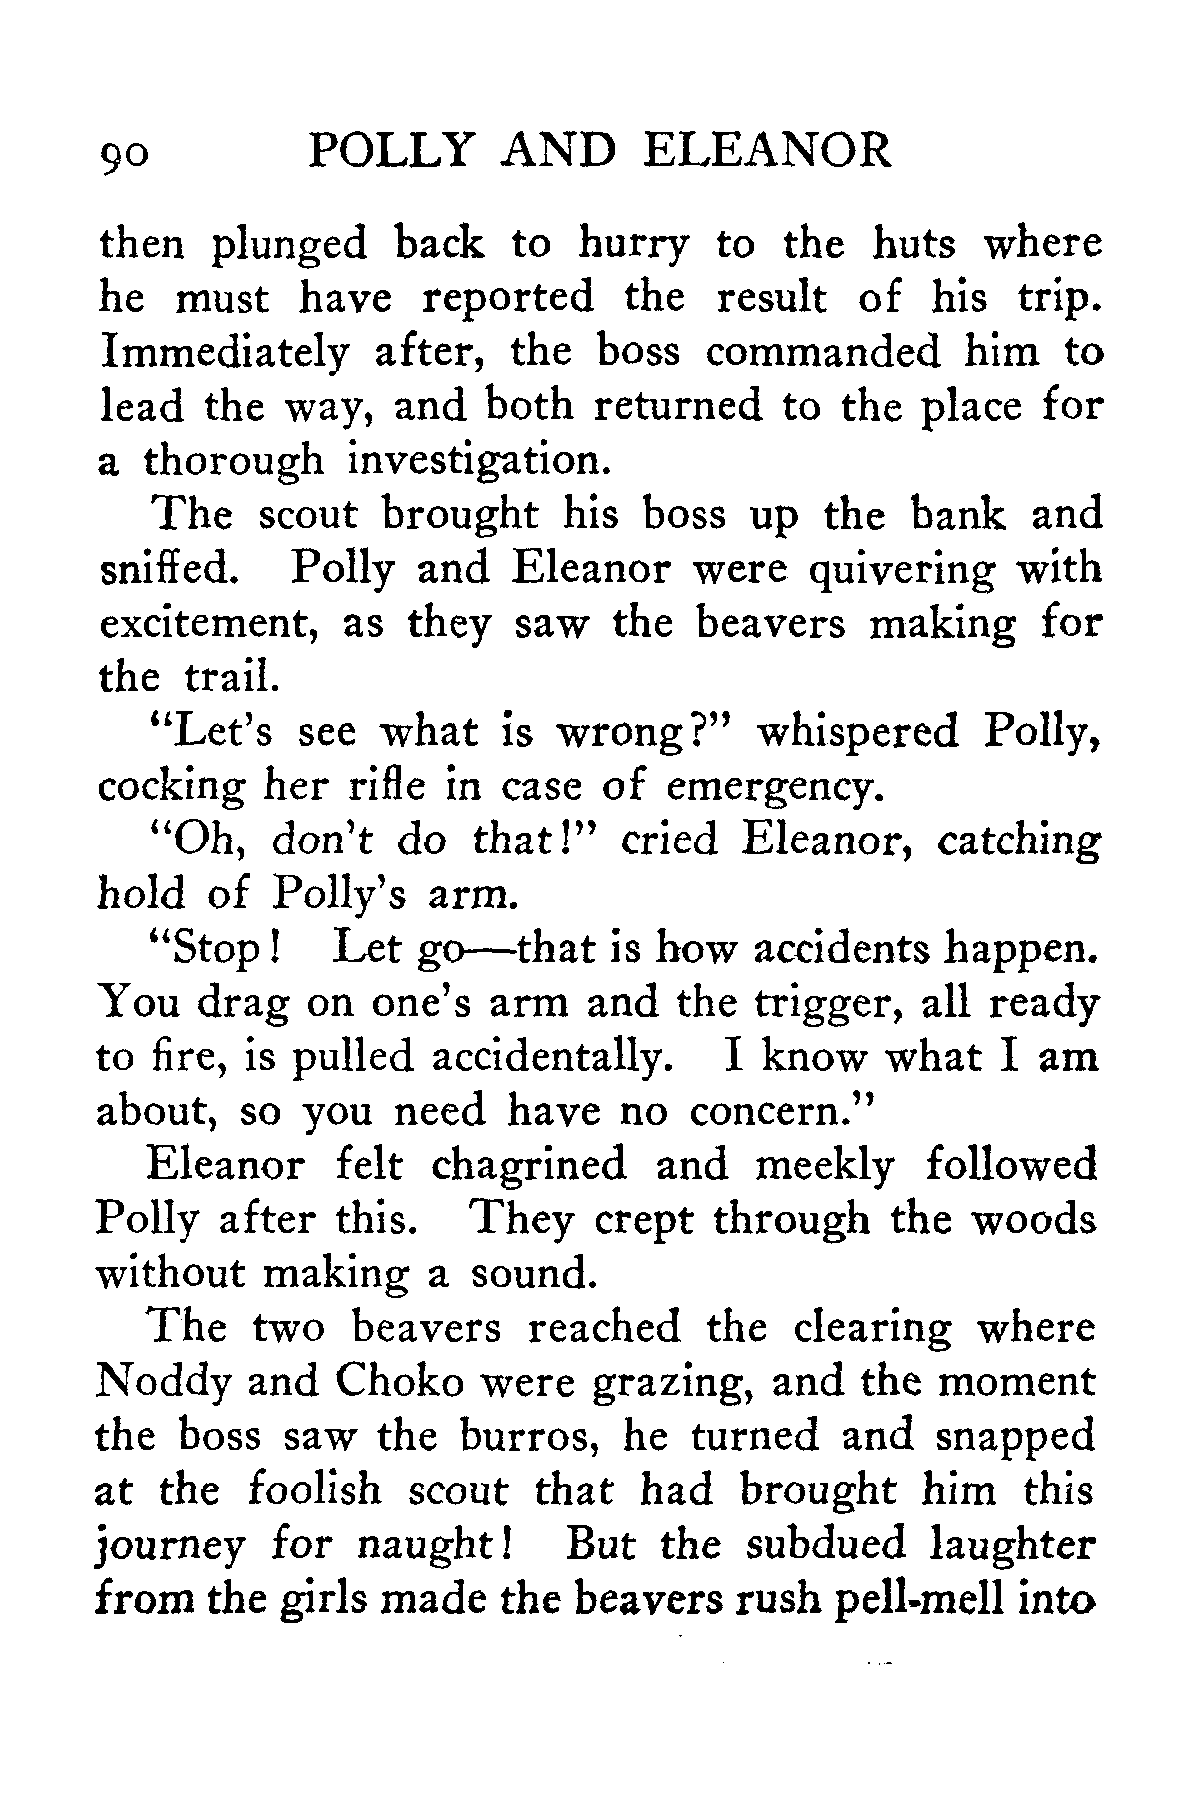 90 POLLY AND ELEANOR
then plunged back to hurry to the huts where
he must have reported the result of his trip.
Immediately after, the boss commanded him to
lead the way, and both returned to the place for
a thorough investigation.
The scout brought his boss up the bank and
sniffed. Polly and Eleanor were quivering with
excitement, as they saw the beavers making for
the trail.
“Let’s see what is wrong?” whispered Polly,
cocking her rifle in case of emergency.
“Oh, don’t do that!” cried Eleanor, catching
hold of Polly’s arm.
“Stop! Let go—that is how accidents happen.
You drag on one’s arm and the trigger, all ready
to fire, is pulled accidentally. I know what I am
about, so you need have no concern.”
Eleanor felt chagrined and meekly followed
Polly after this. They crept through the woods
without making a sound.
The two beavers reached the clearing where
Noddy and Choko were grazing, and the moment
the boss saw the burros, he turned and snapped
at the foolish scout that had brought him this
journey for naught! But the subdued laughter
from the girls made the beavers rush pell-mell into